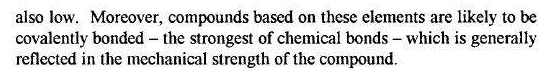 also low. Moreover, compounds based on these elements are likely to be
covalently bonded – the strongest of chemical bonds – which is generally
reflected in the mechanical strength of the compound.